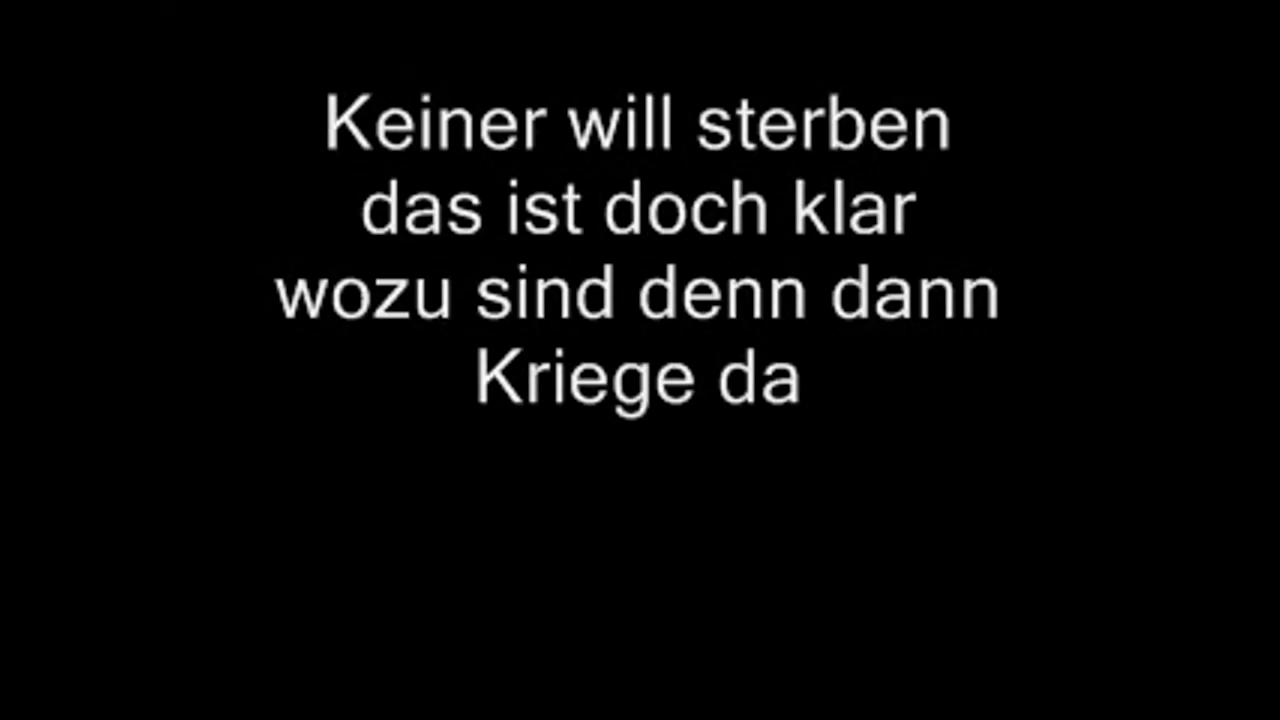 Keiner will sterben
das ist doch klar
wozu sind denn dann
Kriege da